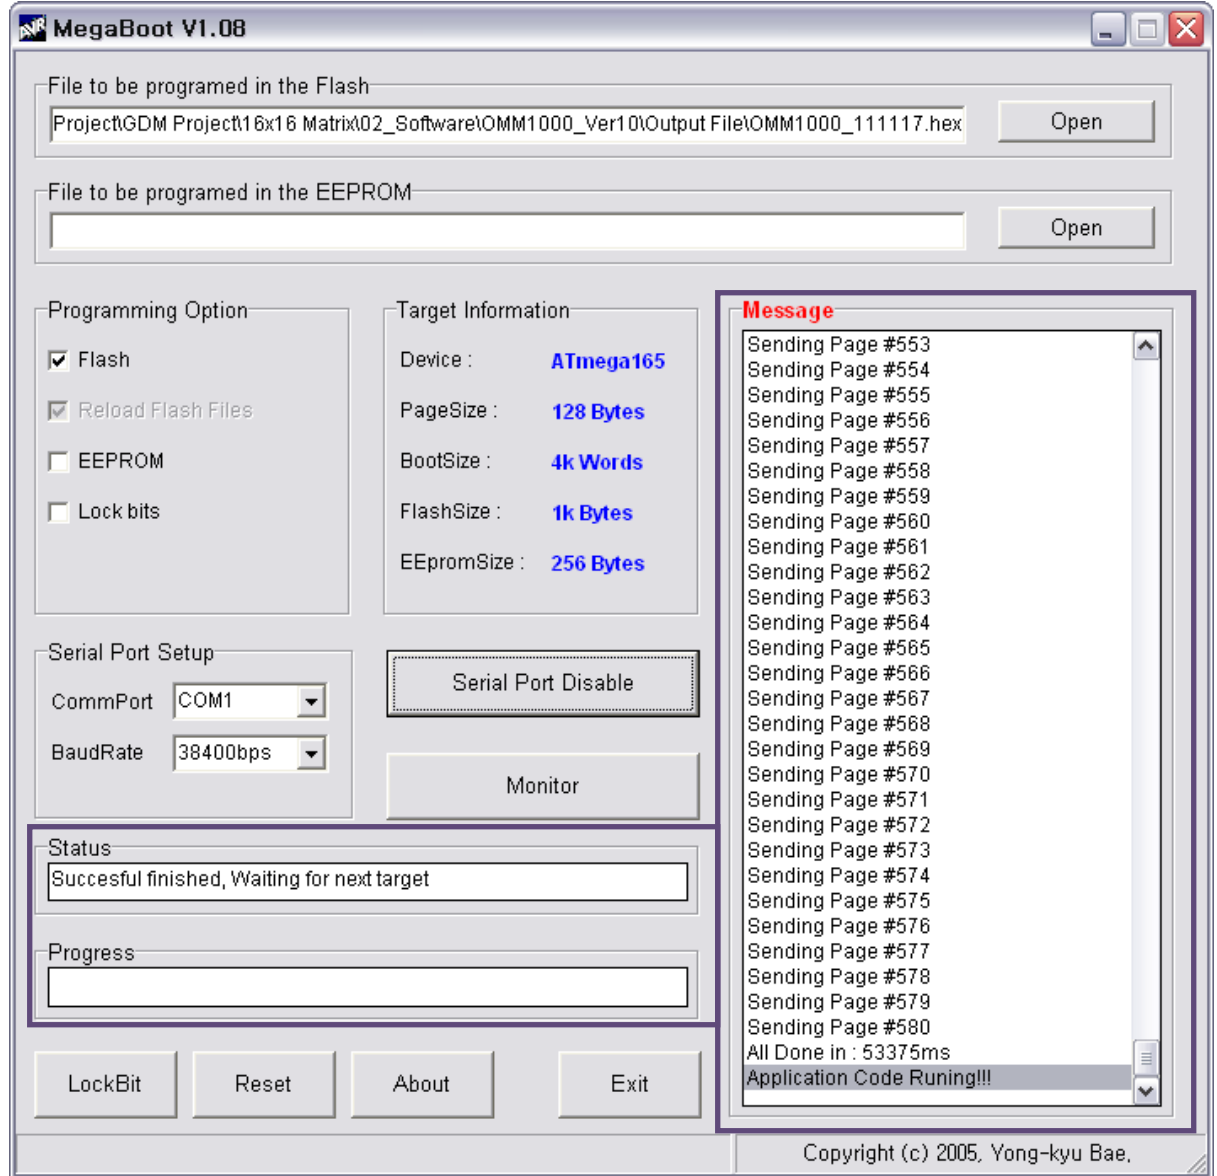 MegaBoot V1.08
File to be programed in the Flash
Project\GDM Project\16x16 Matrix\02_Software\OMM1000_Ver10\Output File\OMM1000_111117.hex
Open
File to be programed in the EEPROM
Open
Programming Option
Flash
Reload Flash Files
EEPROM
Lock bits
Target Information
Device : ATmega165
PageSize : 128 Bytes
BootSize : 4k Words
FlashSize : 1k Bytes
EEpromSize : 256 Bytes
Serial Port Setup
CommPort COM1
BaudRate 38400bps
Serial Port Disable
Monitor
Status
Succesful finished, Waiting for next target
Progress
Message
Sending Page #553
Sending Page #554
Sending Page #555
Sending Page #556
Sending Page #557
Sending Page #558
Sending Page #559
Sending Page #560
Sending Page #561
Sending Page #562
Sending Page #563
Sending Page #564
Sending Page #565
Sending Page #566
Sending Page #567
Sending Page #568
Sending Page #569
Sending Page #570
Sending Page #571
Sending Page #572
Sending Page #573
Sending Page #574
Sending Page #575
Sending Page #576
Sending Page #577
Sending Page #578
Sending Page #579
Sending Page #580
All Done in : 53375ms
Application Code Runing!!!
LockBit
Reset
About
Exit
Copyright (c) 2005, Yong-kyu Bae,